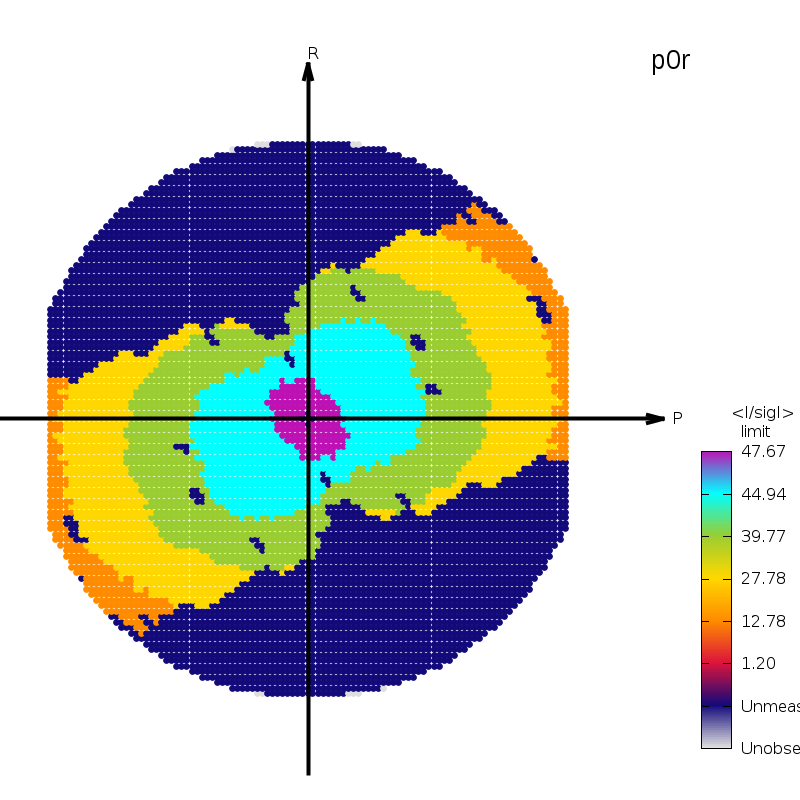 R
p0r
P
<I/sigI>
limit
47.67
44.94
39.77
27.78
12.78
1.20
Unmeas
Unobse